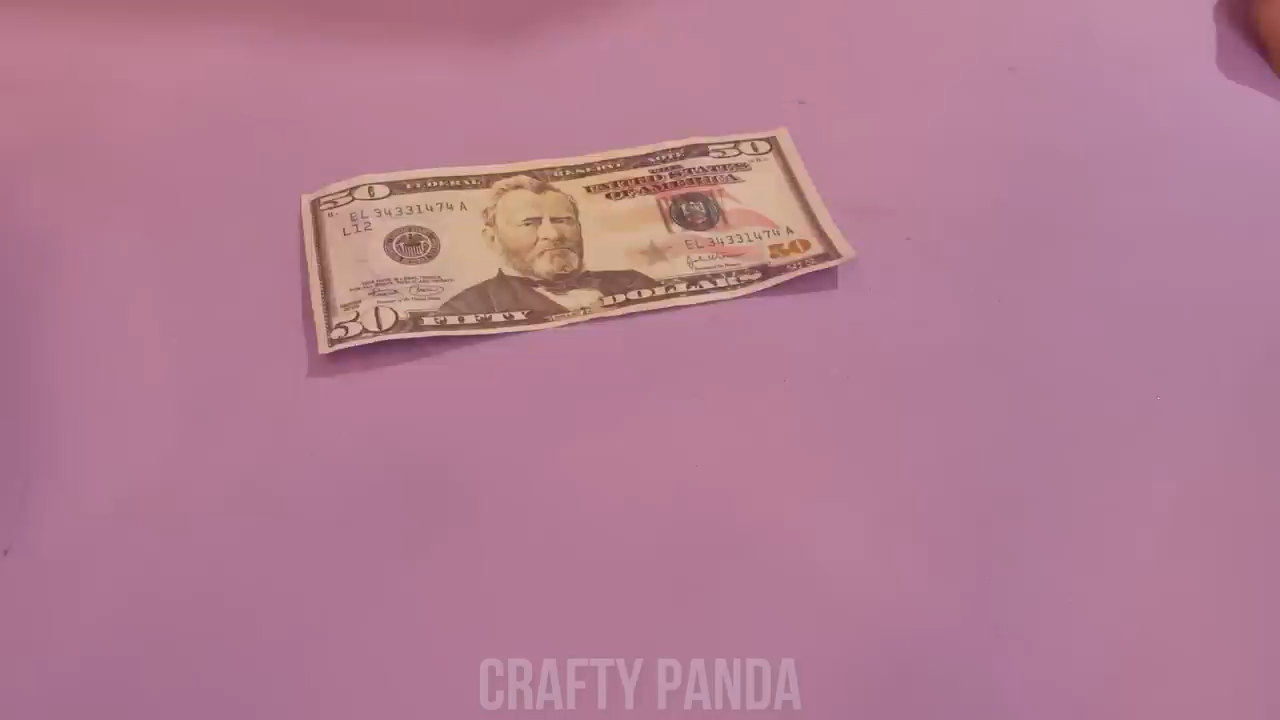 50 FEDERAL RESERVE NOTE 50
THE
UNITED STATES
OF AMERICA
EL 34331474 A
L12
EL 34331474 A
50
50 FIFTY DOLLARS
CRAFTY PANDA